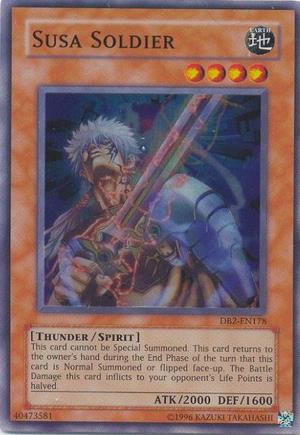 SUSA SOLDIER
EARTH
地
DB2-EN178
[THUNDER/SPIRIT]
This card cannot be Special Summoned. This card returns to
the owner's hand during the End Phase of the turn that this
card is Normal Summoned or flipped face-up. The Battle
Damage this card inflicts to your opponent's Life Points is
halved.
ATK/2000 DEF/1600
40473581
©1996 KAZUKI TAKAHASHI